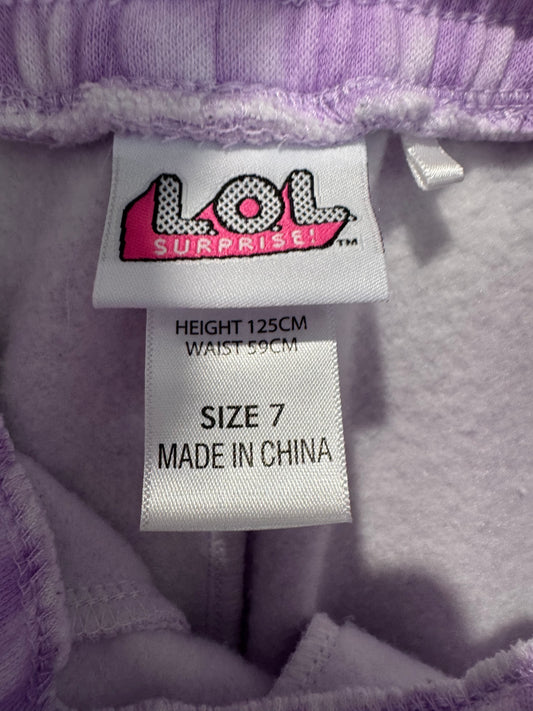 L.O.L.
SURPRISE!
™
HEIGHT 125CM
WAIST 59CM
SIZE 7
MADE IN CHINA